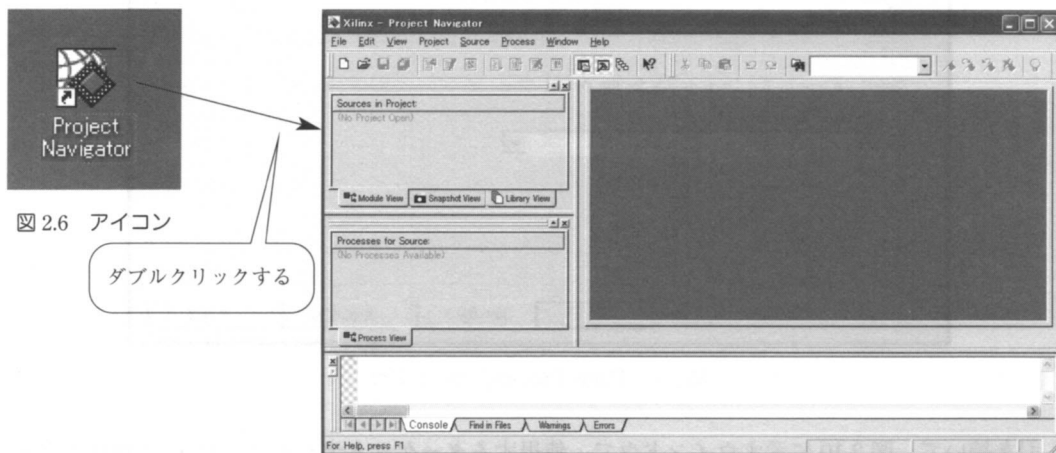 Project
Navigator
図 2.6 アイコン
ダブルクリックする
Xilinx - Project Navigator
File Edit View Project Source Process Window Help
Sources in Project:
(No Project Open)
Module View Snapshot View Library View
Processes for Source:
(No Processes Available)
Process View
Console Find in Files Warnings Errors
For Help, press F1